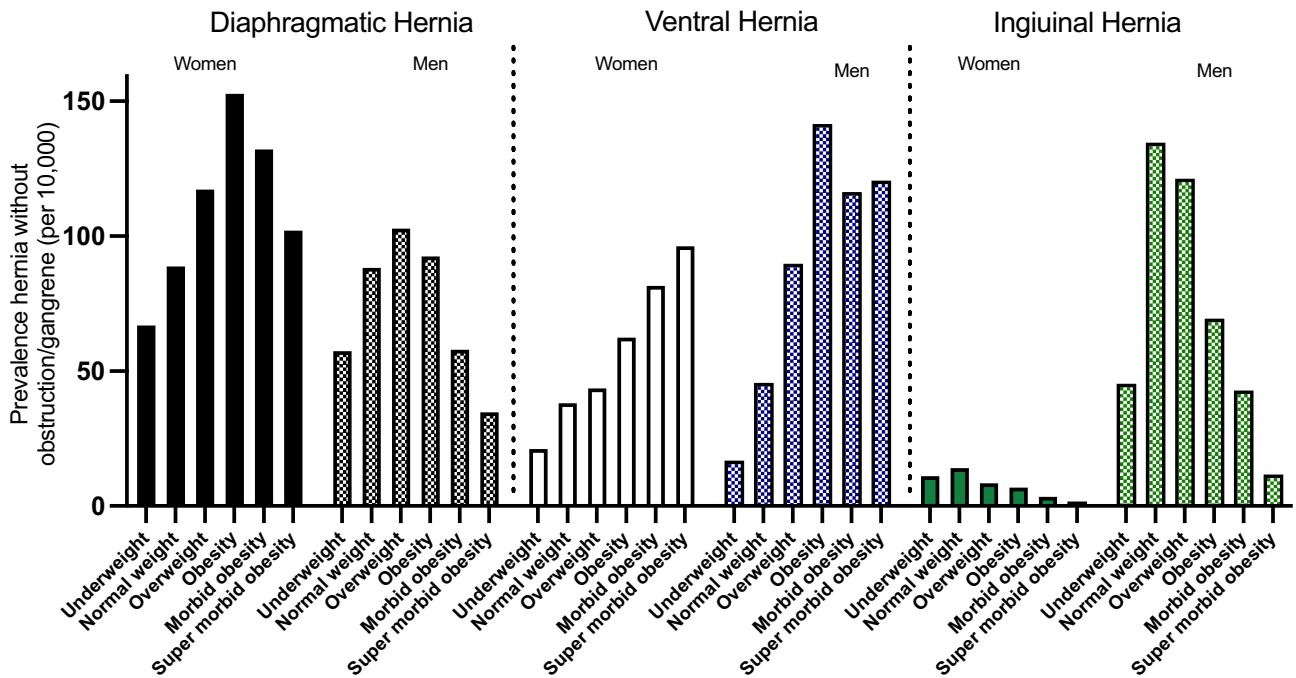 Diaphragmatic Hernia
Ventral Hernia
Ingiuinal Hernia
Women
Men
Women
Men
Women
Men
Prevalence hernia without
obstruction/gangrene (per 10,000)
150
100
50
0
Underweight
Normal weight
Overweight
Obesity
Morbid obesity
Super morbid obesity
Underweight
Normal weight
Overweight
Obesity
Morbid obesity
Super morbid obesity
Underweight
Normal weight
Overweight
Obesity
Morbid obesity
Super morbid obesity
Underweight
Normal weight
Overweight
Obesity
Morbid obesity
Super morbid obesity
Underweight
Normal weight
Overweight
Obesity
Morbid obesity
Super morbid obesity
Underweight
Normal weight
Overweight
Obesity
Morbid obesity
Super morbid obesity